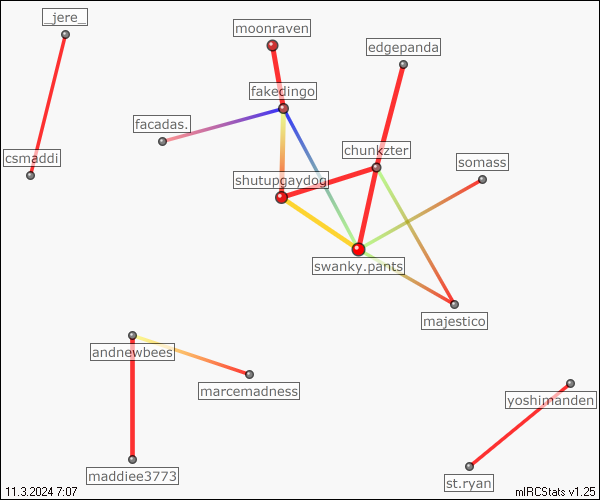 _jere_
moonraven
edgepanda
fakedingo
facadas.
chunkzter
csmaddi
somass
shutupgaydog
swanky.pants
majestico
andnewbees
marcemadness
yoshimanden
maddiee3773
st.ryan
11.3.2024 7:07
mIRCStats v1.25